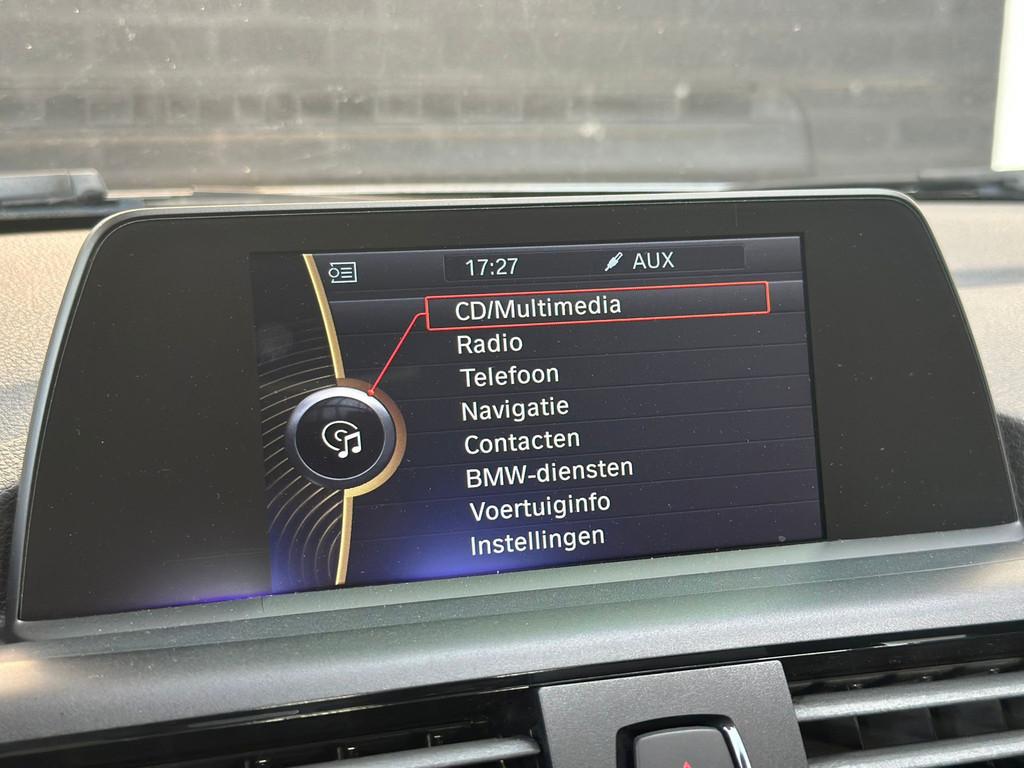 17:27 AUX
CD/Multimedia
Radio
Telefoon
Navigatie
Contacten
BMW-diensten
Voertuiginfo
Instellingen